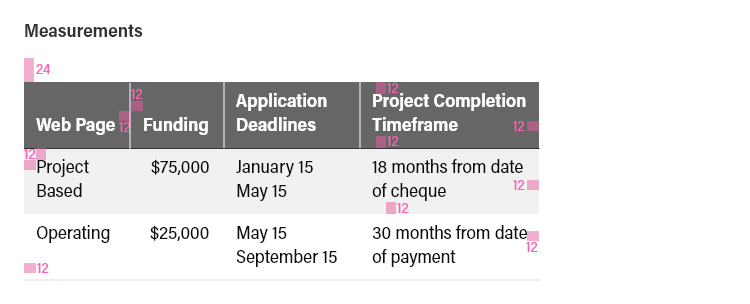 Measurements
24
12
12
Application
Project Completion
12
Web Page
12
Funding
Deadlines
Timeframe
12
12
12
Project
$75,000
January 15
18 months from date
Based
May 15
of cheque
12
12
Operating
$25,000
May 15
30 months from date
12
September 15
of payment
12